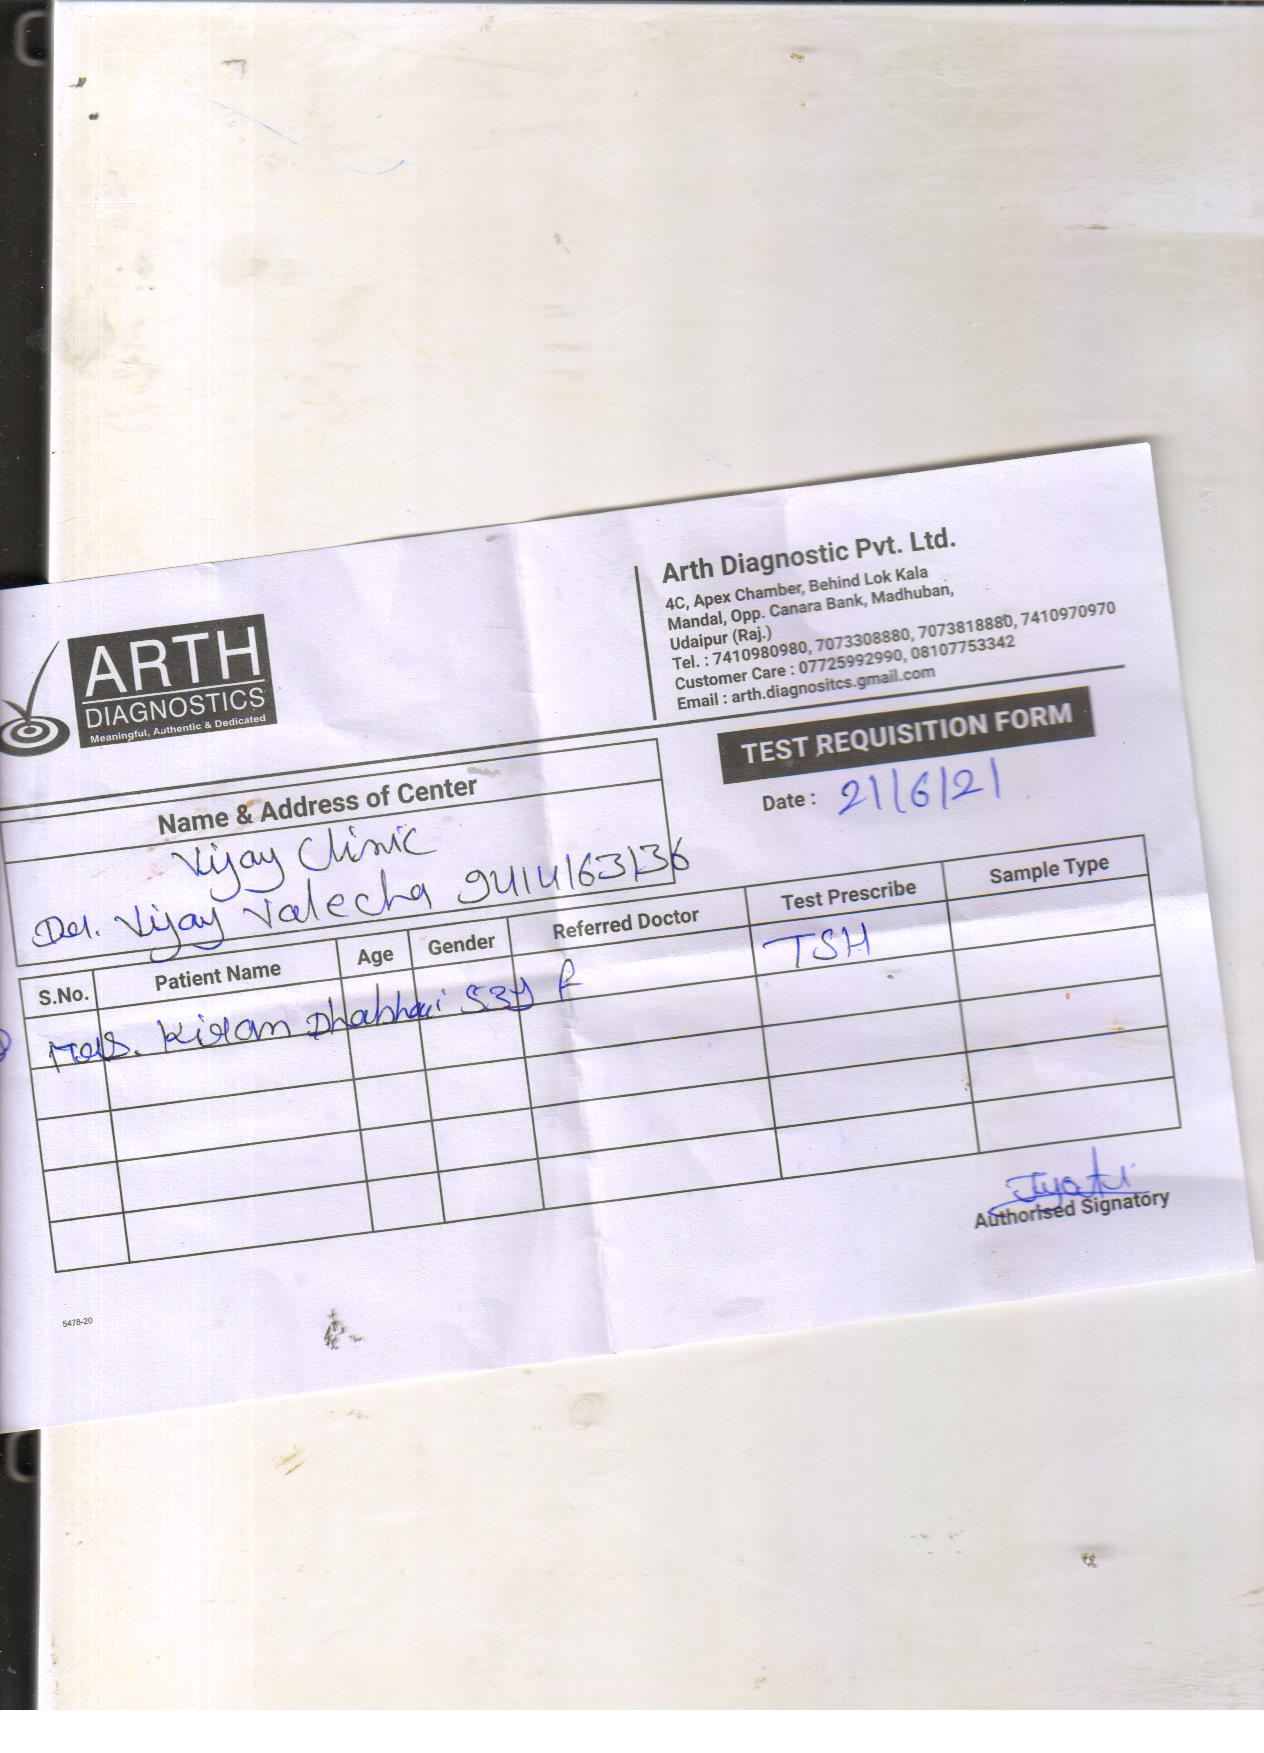 ARTH
DIAGNOSTICS
Meaningful, Authentic & Dedicated
Arth Diagnostic Pvt. Ltd.
4C, Apex Chamber, Behind Lok Kala
Mandal, Opp. Canara Bank, Madhuban,
Udaipur (Raj.)
Tel. : 7410980980, 7073308880, 7073818880, 7410970970
Customer Care : 07725992990, 08107753342
Email : arth.diagnositcs.gmail.com
TEST REQUISITION FORM
Date : 21/6/21
Name & Address of Center
Vijay Clinic
Dr. Vijay Valecha 9414163136
S.No. Patient Name Age Gender Referred Doctor Test Prescribe Sample Type
Mrs. Kiran Dhabhai 53y F TSH
Jyoti
Authorised Signatory
5478-20